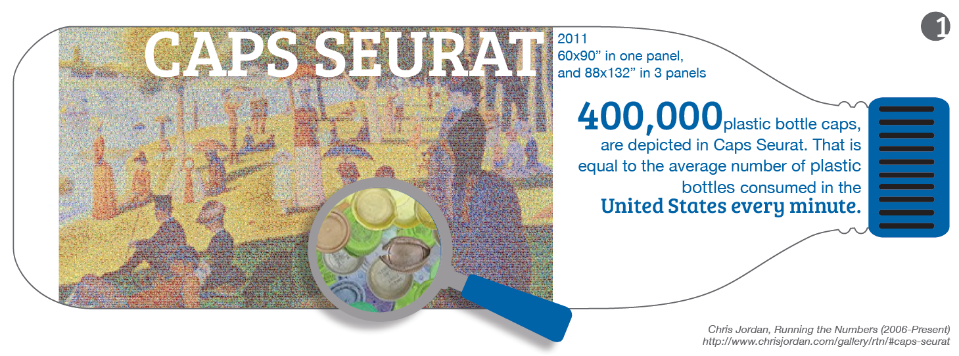 1
CAPS SEURAT
2011
60x90” in one panel,
and 88x132” in 3 panels
400,000 plastic bottle caps,
are depicted in Caps Seurat. That is
equal to the average number of plastic
bottles consumed in the
United States every minute.
Chris Jordan, Running the Numbers (2006-Present)
http://www.chrisjordan.com/gallery/rtn/#caps-seurat